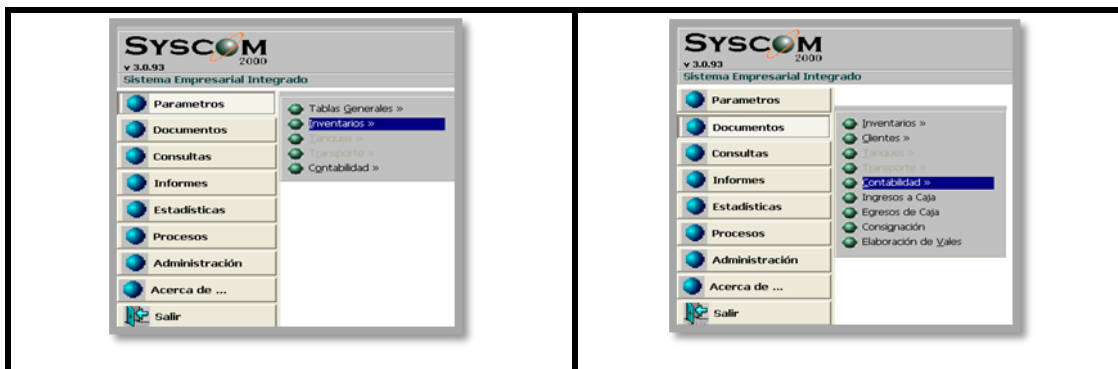 SYSCOM
2000
v 3.0.93
Sistema Empresarial Integrado
Parametros
Documentos
Consultas
Informes
Estadísticas
Procesos
Administración
Acerca de ...
Salir
Tablas Generales »
Inventarios »
Tanques »
Transporte »
Contabilidad »
SYSCOM
2000
v 3.0.93
Sistema Empresarial Integrado
Parametros
Documentos
Consultas
Informes
Estadísticas
Procesos
Administración
Acerca de ...
Salir
Inventarios »
Clientes »
Tanques »
Transporte »
Contabilidad »
Ingresos a Caja
Egresos de Caja
Consignación
Elaboración de Vales